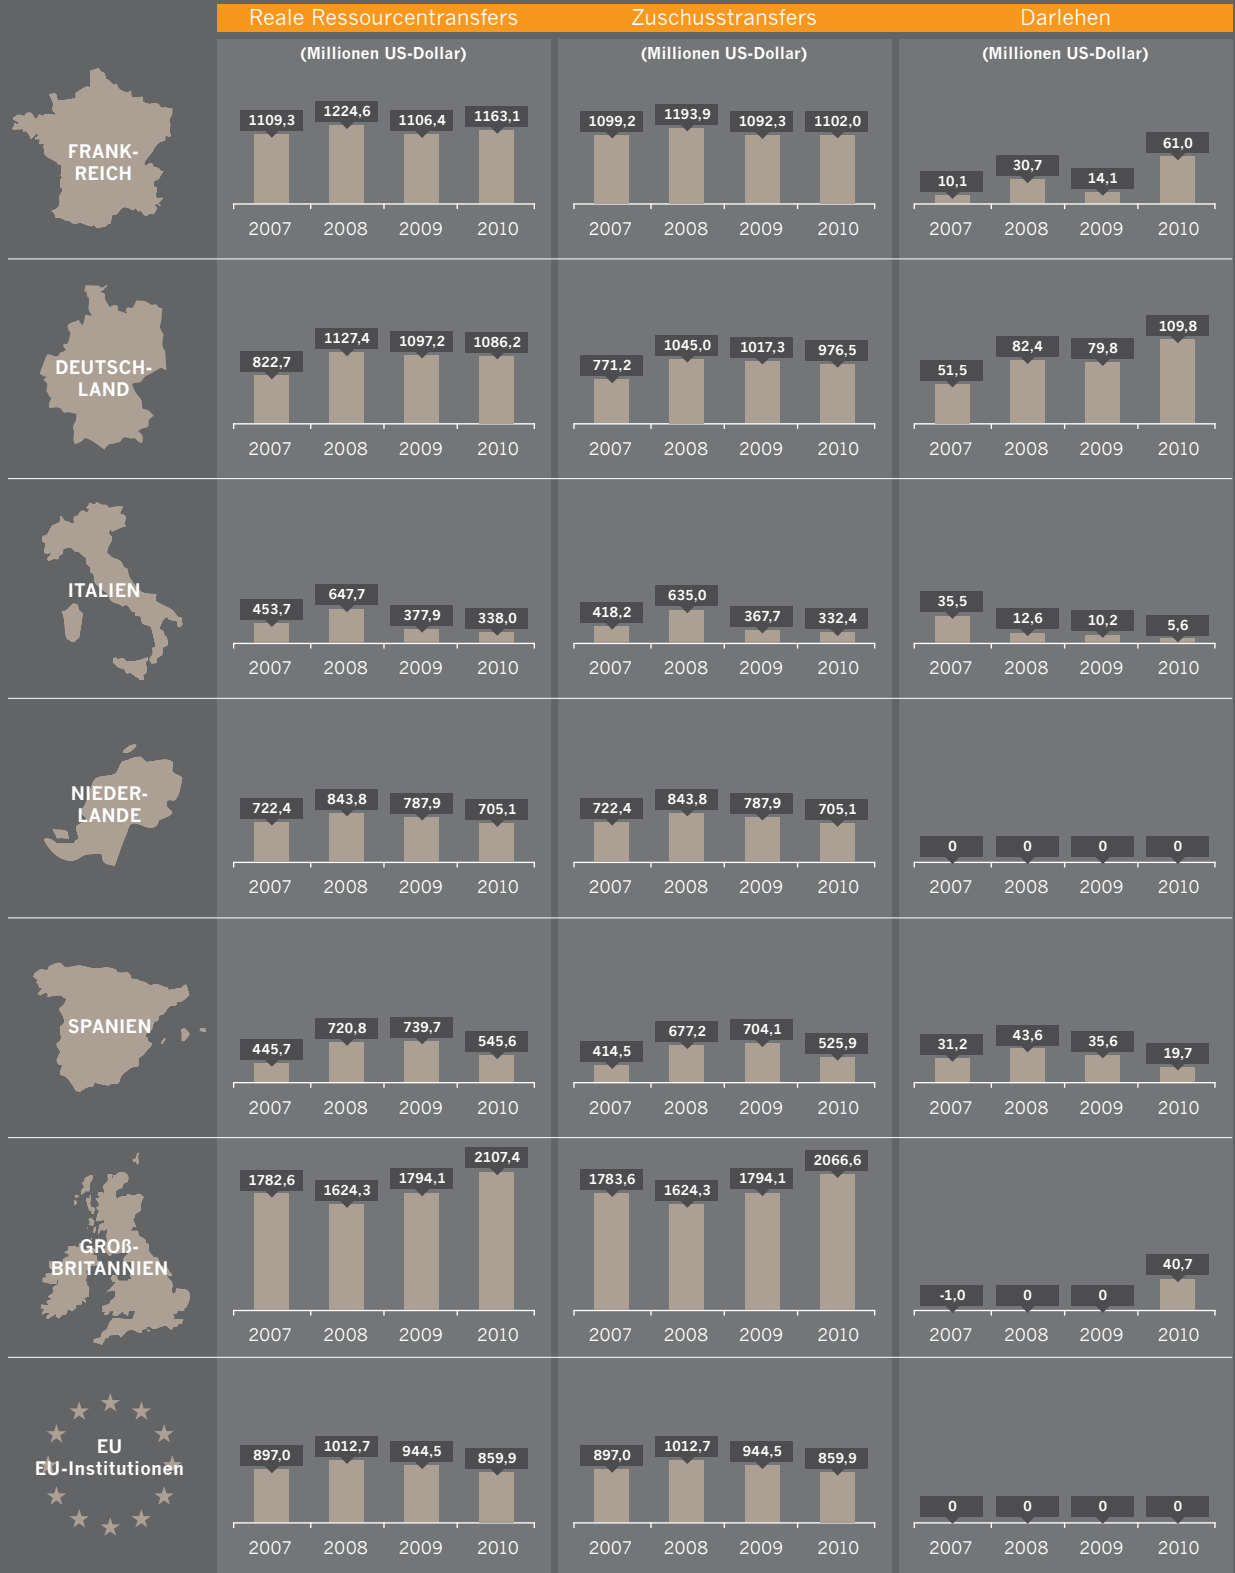 Reale Ressourcentransfers
Zuschusstransfers
Darlehen
(Millionen US-Dollar)
(Millionen US-Dollar)
(Millionen US-Dollar)
FRANK-
REICH
1109,3 1224,6 1106,4 1163,1
2007 2008 2009 2010
1099,2 1193,9 1092,3 1102,0
2007 2008 2009 2010
10,1 30,7 14,1 61,0
2007 2008 2009 2010
DEUTSCH-
LAND
822,7 1127,4 1097,2 1086,2
2007 2008 2009 2010
771,2 1045,0 1017,3 976,5
2007 2008 2009 2010
51,5 82,4 79,8 109,8
2007 2008 2009 2010
ITALIEN
453,7 647,7 377,9 338,0
2007 2008 2009 2010
418,2 635,0 367,7 332,4
2007 2008 2009 2010
35,5 12,6 10,2 5,6
2007 2008 2009 2010
NIEDER-
LANDE
722,4 843,8 787,9 705,1
2007 2008 2009 2010
722,4 843,8 787,9 705,1
2007 2008 2009 2010
0 0 0 0
2007 2008 2009 2010
SPANIEN
445,7 720,8 739,7 545,6
2007 2008 2009 2010
414,5 677,2 704,1 525,9
2007 2008 2009 2010
31,2 43,6 35,6 19,7
2007 2008 2009 2010
GROß-
BRITANNIEN
1782,6 1624,3 1794,1 2107,4
2007 2008 2009 2010
1783,6 1624,3 1794,1 2066,6
2007 2008 2009 2010
-1,0 0 0 40,7
2007 2008 2009 2010
EU
EU-Institutionen
897,0 1012,7 944,5 859,9
2007 2008 2009 2010
897,0 1012,7 944,5 859,9
2007 2008 2009 2010
0 0 0 0
2007 2008 2009 2010